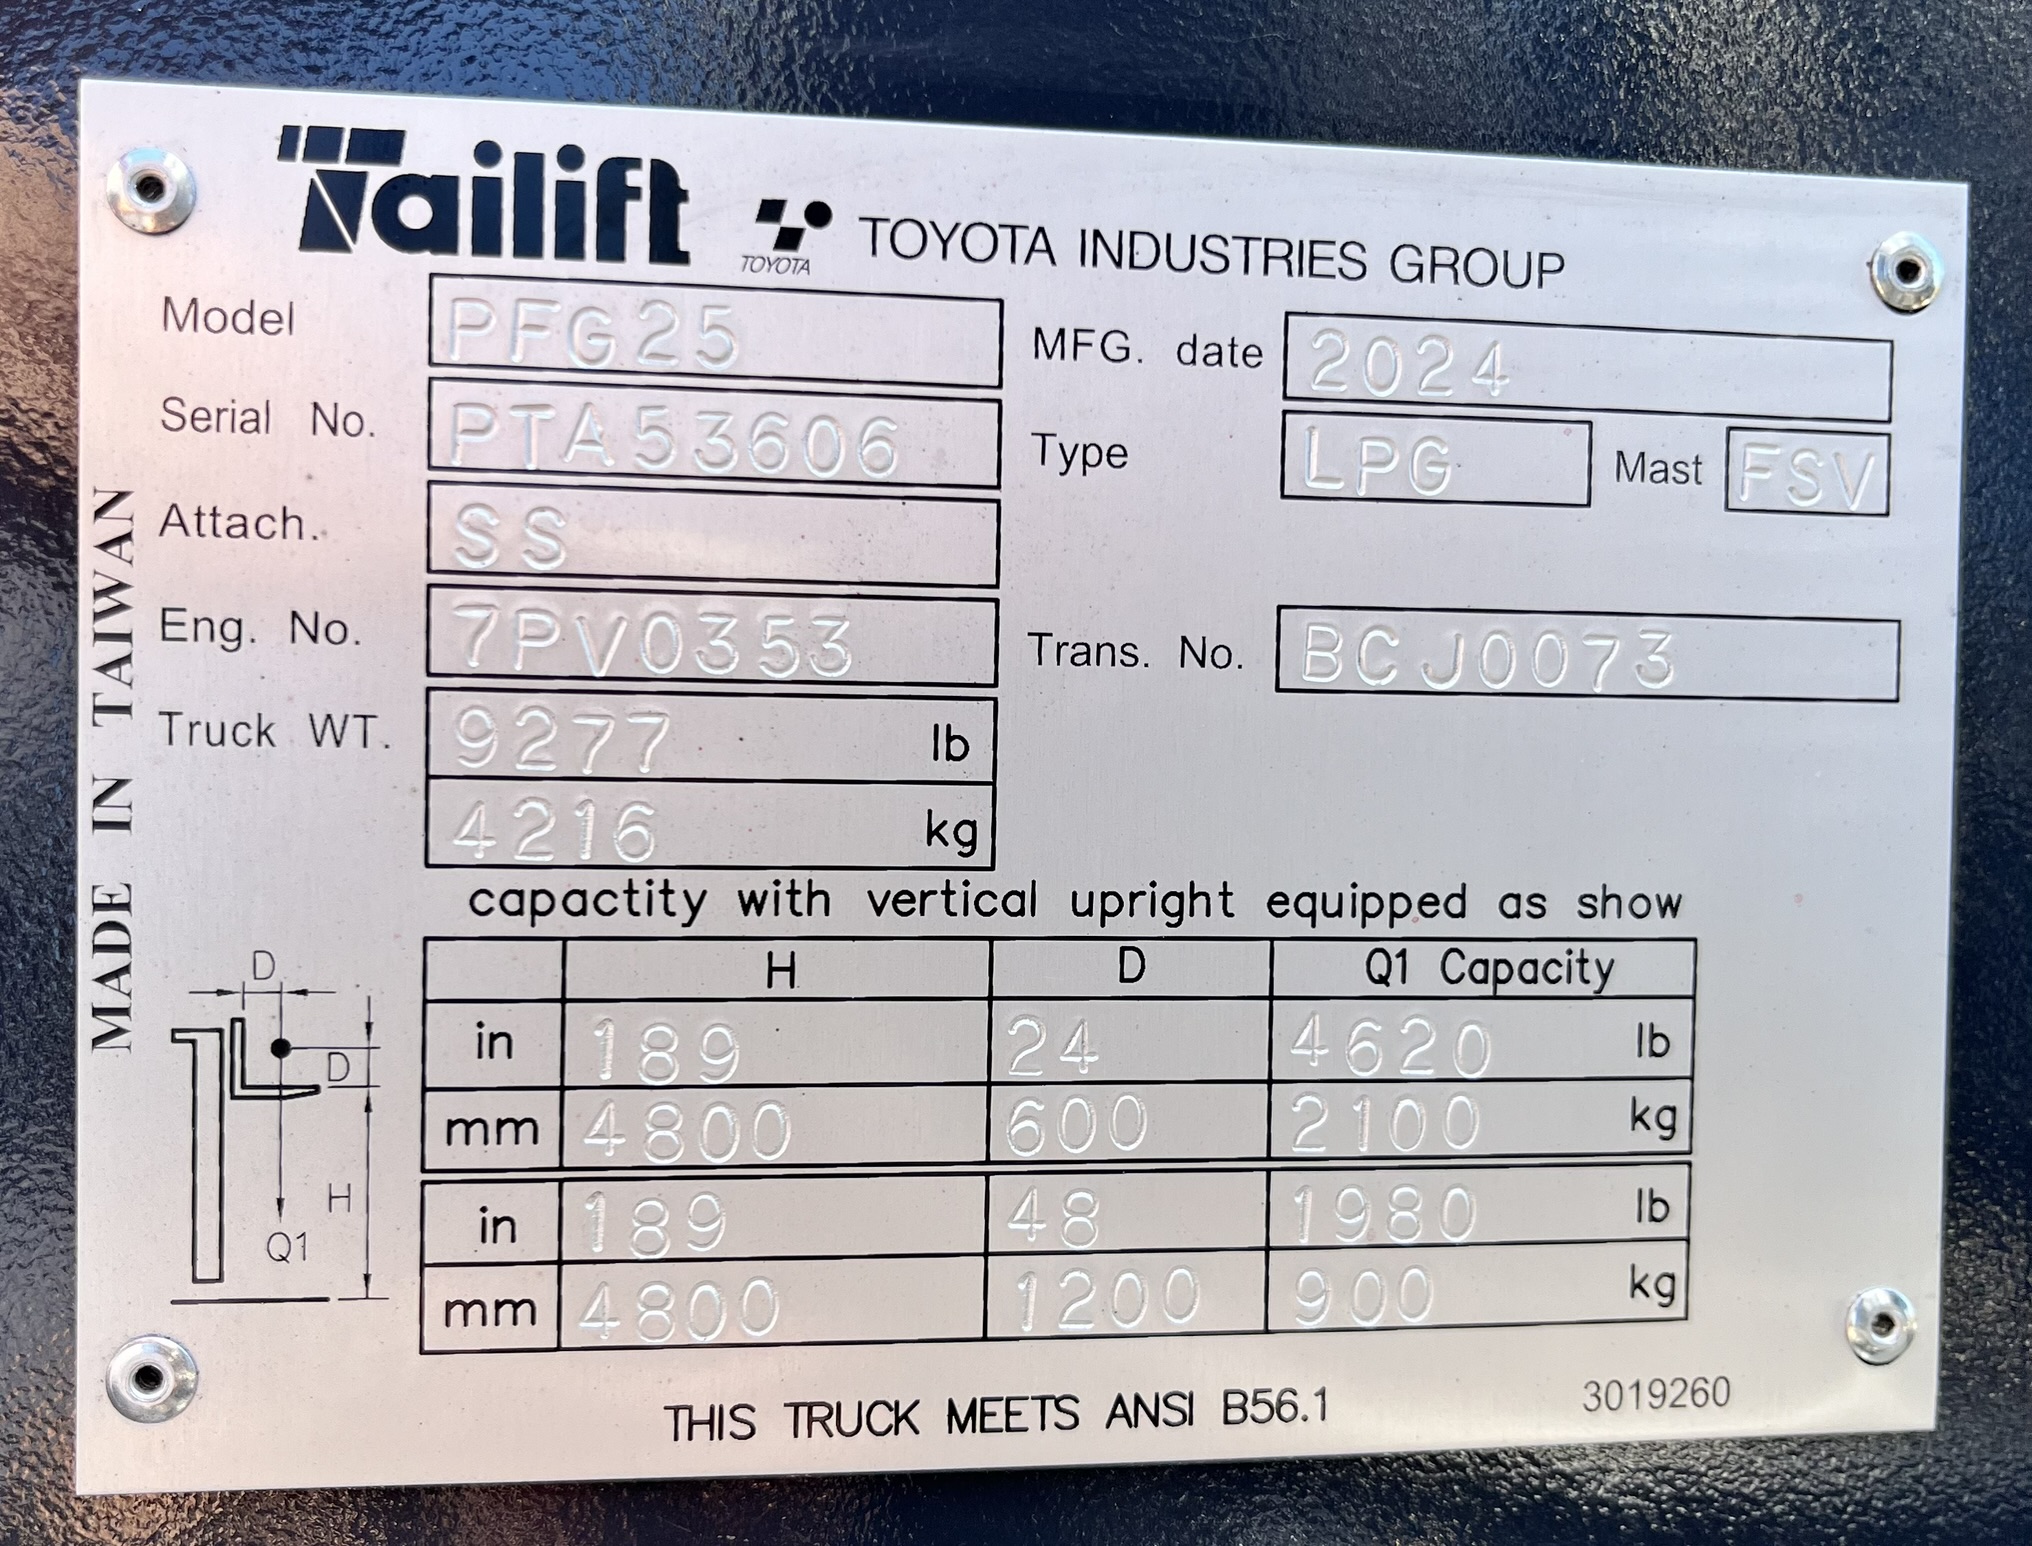 Tailift TOYOTA TOYOTA INDUSTRIES GROUP
Model PFG25 MFG. date 2024
Serial No. PTA53606 Type LPG Mast FSV
Attach. SS
Eng. No. 7PV0353 Trans. No. BCJ0073
Truck WT. 9277 lb
4216 kg
MADE IN TAIWAN
capactity with vertical upright equipped as show
H D Q1 Capacity
in 189 24 4620 lb
mm 4800 600 2100 kg
in 189 48 1980 lb
mm 4800 1200 900 kg
D
D
H
Q1
THIS TRUCK MEETS ANSI B56.1 3019260